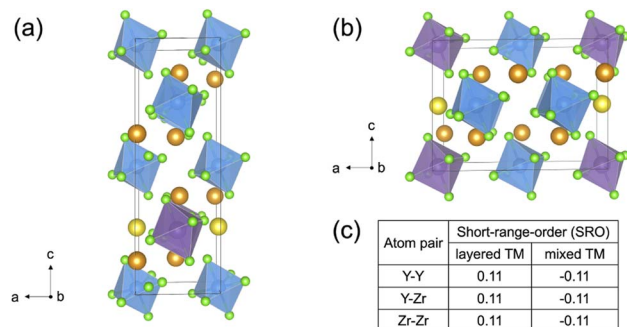 (a)
c
a
b
(b)
c
a
b
(c)
Atom pair Short-range-order (SRO)
layered TM mixed TM
Y-Y 0.11 -0.11
Y-Zr 0.11 -0.11
Zr-Zr 0.11 -0.11